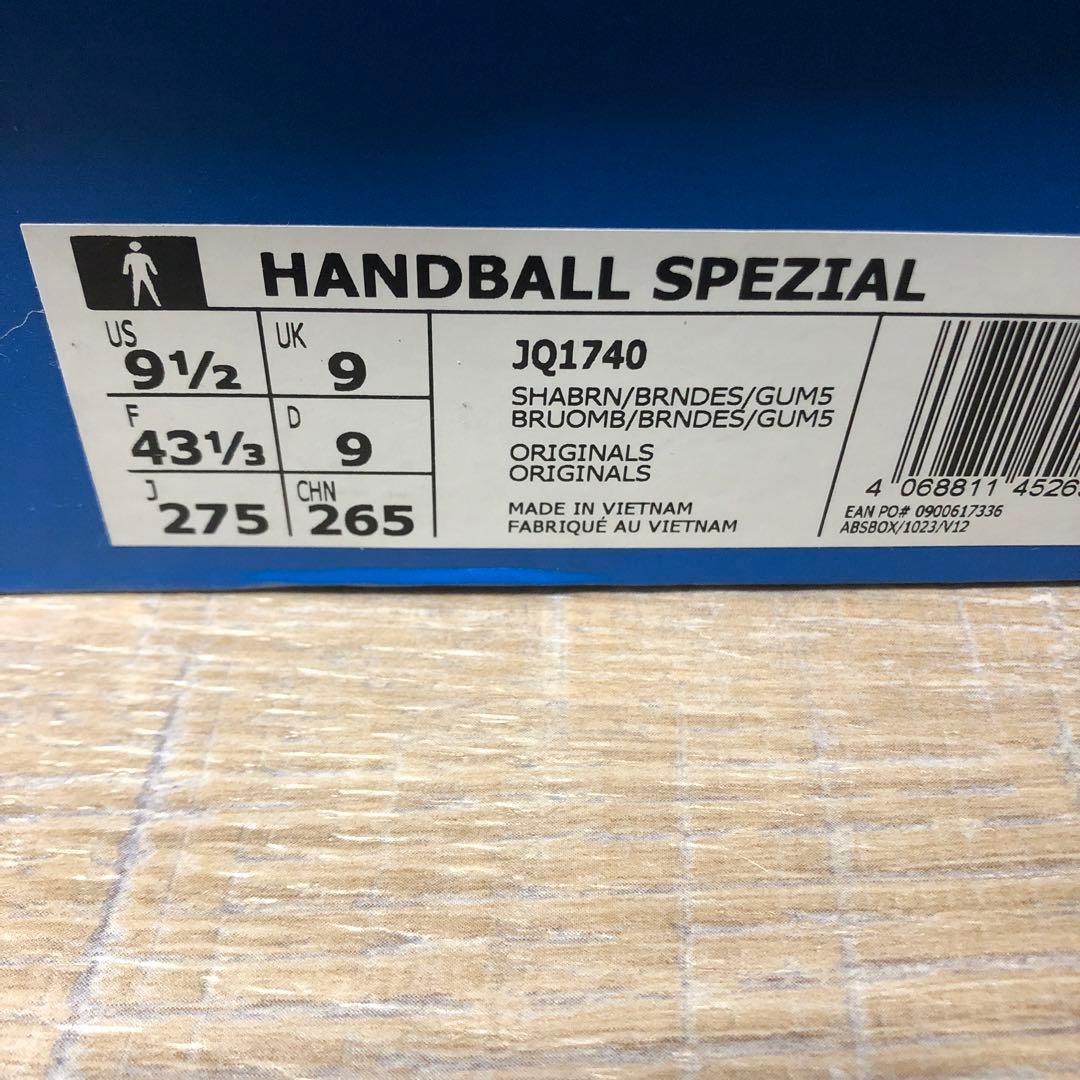 HANDBALL SPEZIAL
US 9½ UK 9
F 43⅓ D 9
J 275 CHN 265
JQ1740
SHABRN/BRNDES/GUM5
BRUOMB/BRNDES/GUM5
ORIGINALS
ORIGINALS
MADE IN VIETNAM
FABRIQUÉ AU VIETNAM
4 068811 4526
EAN PO# 0900617336
ABSBOX/1023/V12